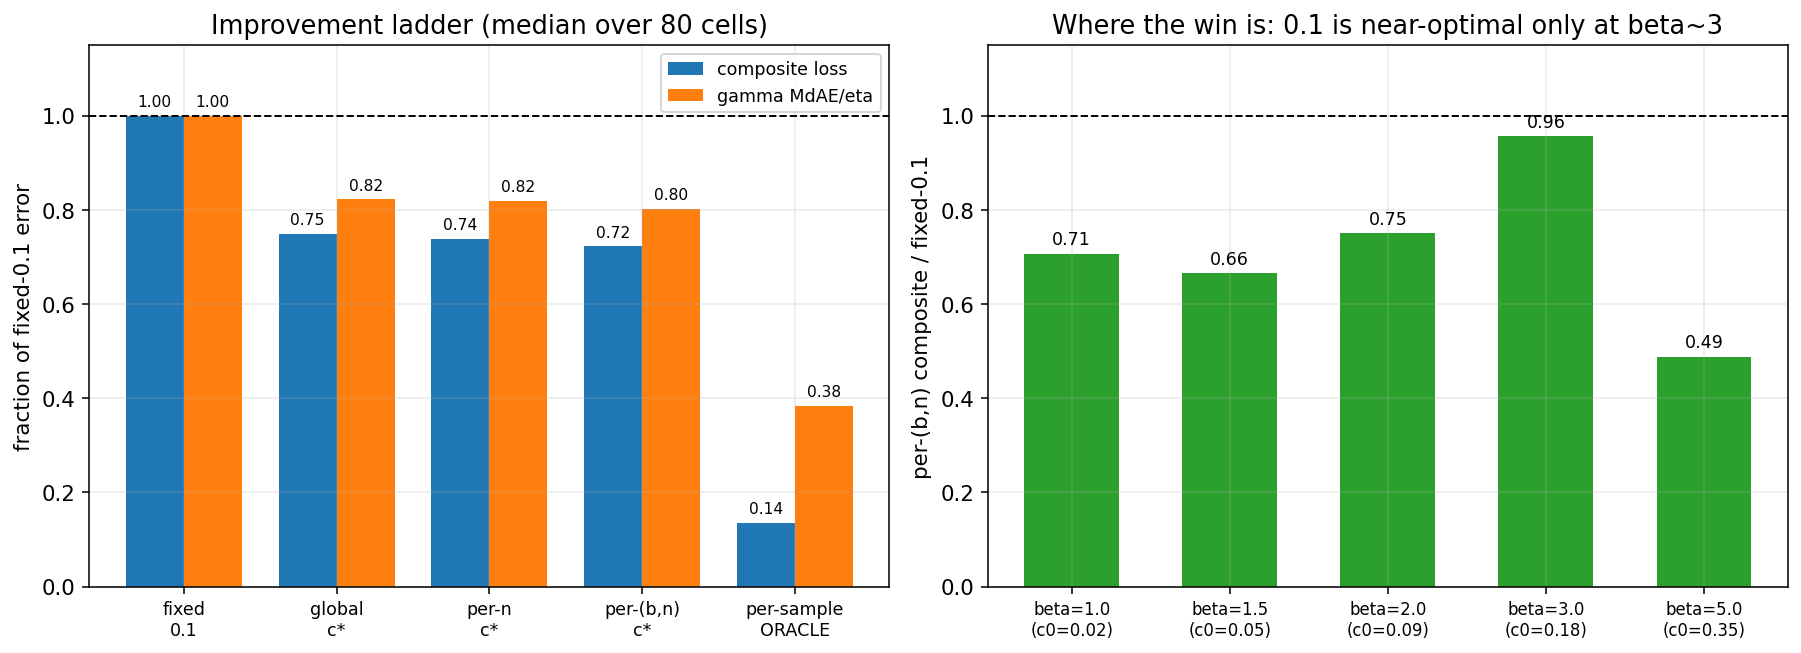 Improvement ladder (median over 80 cells)
fraction of fixed-0.1 error
1.0
0.8
0.6
0.4
0.2
0.0
composite loss
gamma MdAE/eta
1.00
1.00
0.75
0.82
0.74
0.82
0.72
0.80
0.14
0.38
fixed
0.1
global
c*
per-n
c*
per-(b,n)
c*
per-sample
ORACLE
Where the win is: 0.1 is near-optimal only at beta~3
per-(b,n) composite / fixed-0.1
1.0
0.8
0.6
0.4
0.2
0.0
0.71
0.66
0.75
0.96
0.49
beta=1.0
(c0=0.02)
beta=1.5
(c0=0.05)
beta=2.0
(c0=0.09)
beta=3.0
(c0=0.18)
beta=5.0
(c0=0.35)